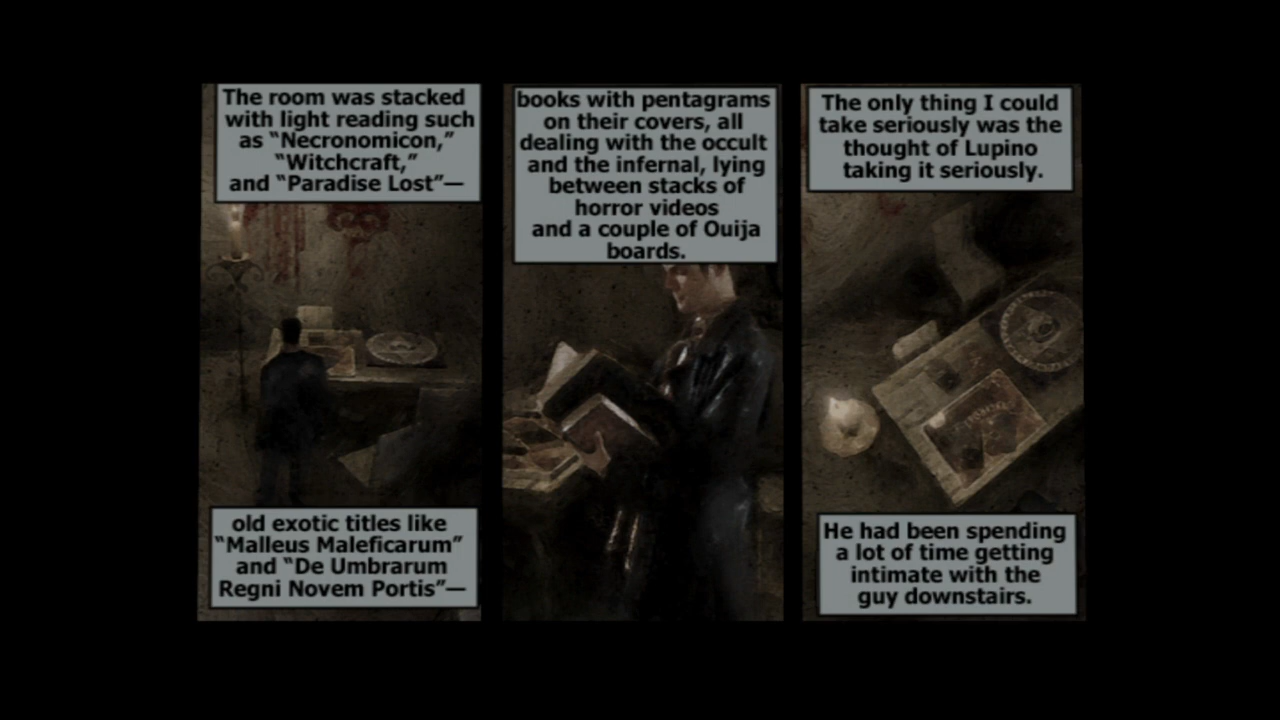 The room was stacked
with light reading such
as “Necronomicon,”
“Witchcraft,”
and “Paradise Lost”—
old exotic titles like
“Malleus Maleficarum”
and “De Umbrarum
Regni Novem Portis”—
books with pentagrams
on their covers, all
dealing with the occult
and the infernal, lying
between stacks of
horror videos
and a couple of Ouija
boards.
The only thing I could
take seriously was the
thought of Lupino
taking it seriously.
He had been spending
a lot of time getting
intimate with the
guy downstairs.